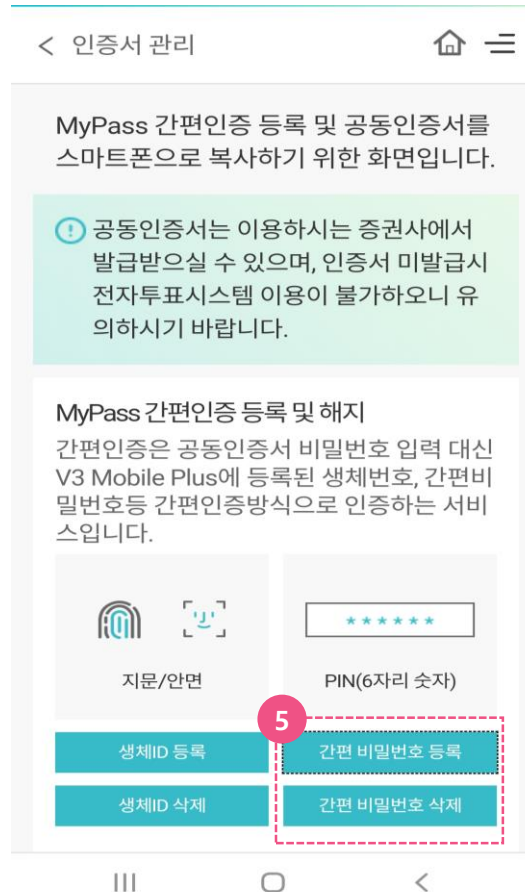 < 인증서 관리
MyPass 간편인증 등록 및 공동인증서를
스마트폰으로 복사하기 위한 화면입니다.
공동인증서는 이용하시는 증권사에서
발급받으실 수 있으며, 인증서 미발급시
전자투표시스템 이용이 불가하오니 유
의하시기 바랍니다.
MyPass 간편인증 등록 및 해지
간편인증은 공동인증서 비밀번호 입력 대신
V3 Mobile Plus에 등록된 생체번호, 간편비
밀번호등 간편인증방식으로 인증하는 서비
스입니다.
******
지문/안면
PIN(6자리 숫자)
5
생체ID 등록
간편 비밀번호 등록
생체ID 삭제
간편 비밀번호 삭제